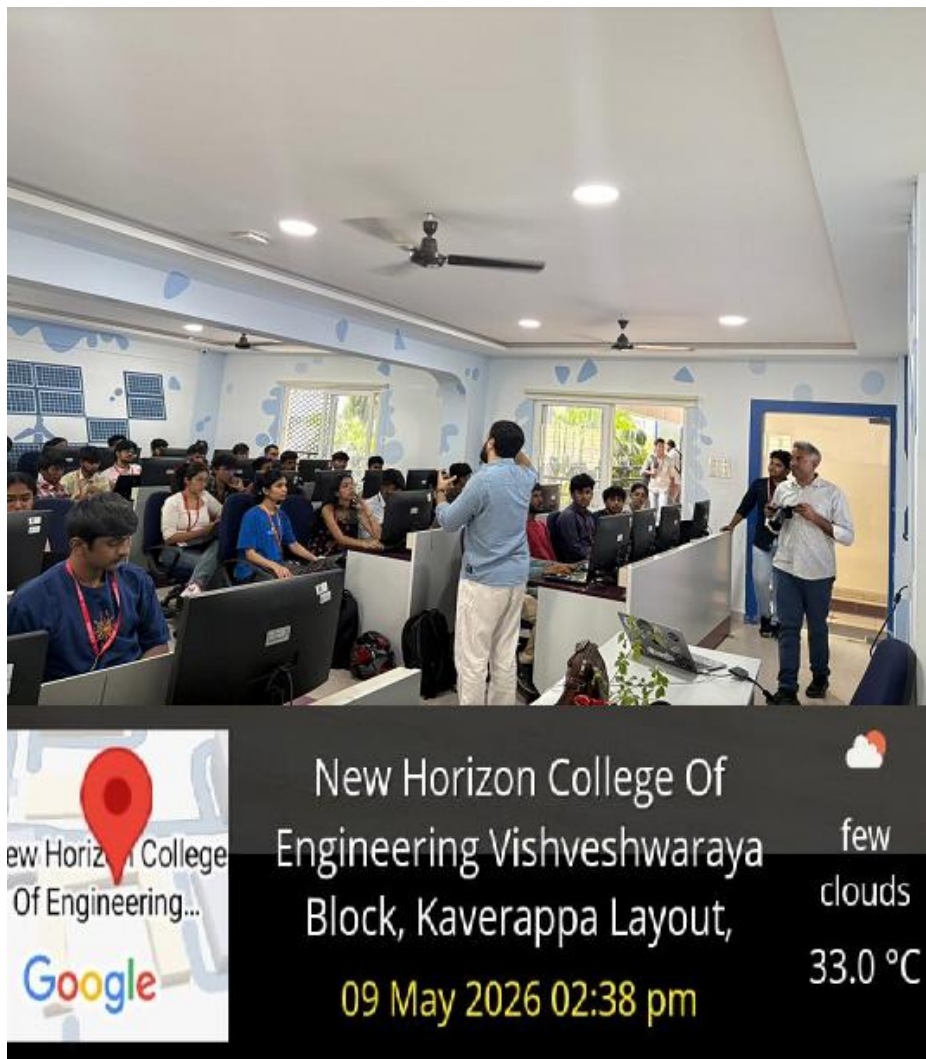 ew Horiz n College
Of Engineering...
Google
New Horizon College Of
Engineering Vishveshwaraya
Block, Kaverappa Layout,
09 May 2026 02:38 pm
few
clouds
33.0 °C